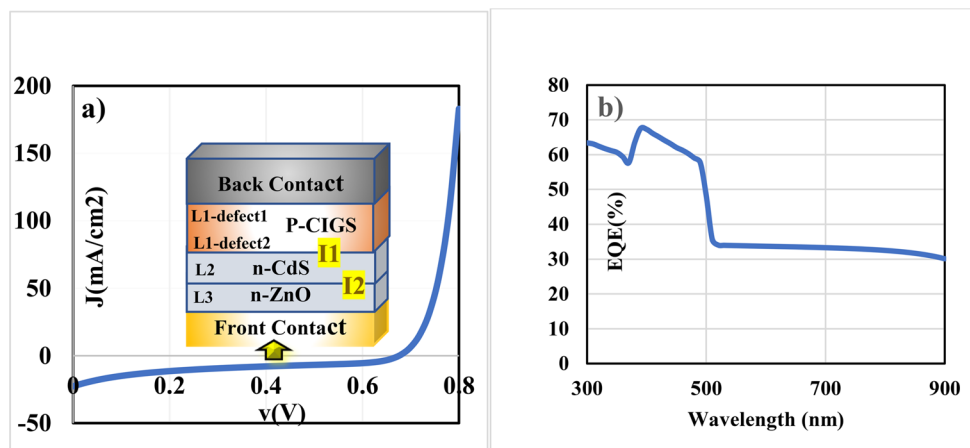 a)
J(mA/cm2)
200
150
100
50
0
-50
0 0.2 0.4 0.6 0.8
v(V)
Back Contact
L1-defect1
P-CIGS
L1-defect2
I1
L2 n-CdS
I2
L3 n-ZnO
Front Contact
b)
EQE(%)
80
70
60
50
40
30
20
10
0
300 500 700 900
Wavelength (nm)